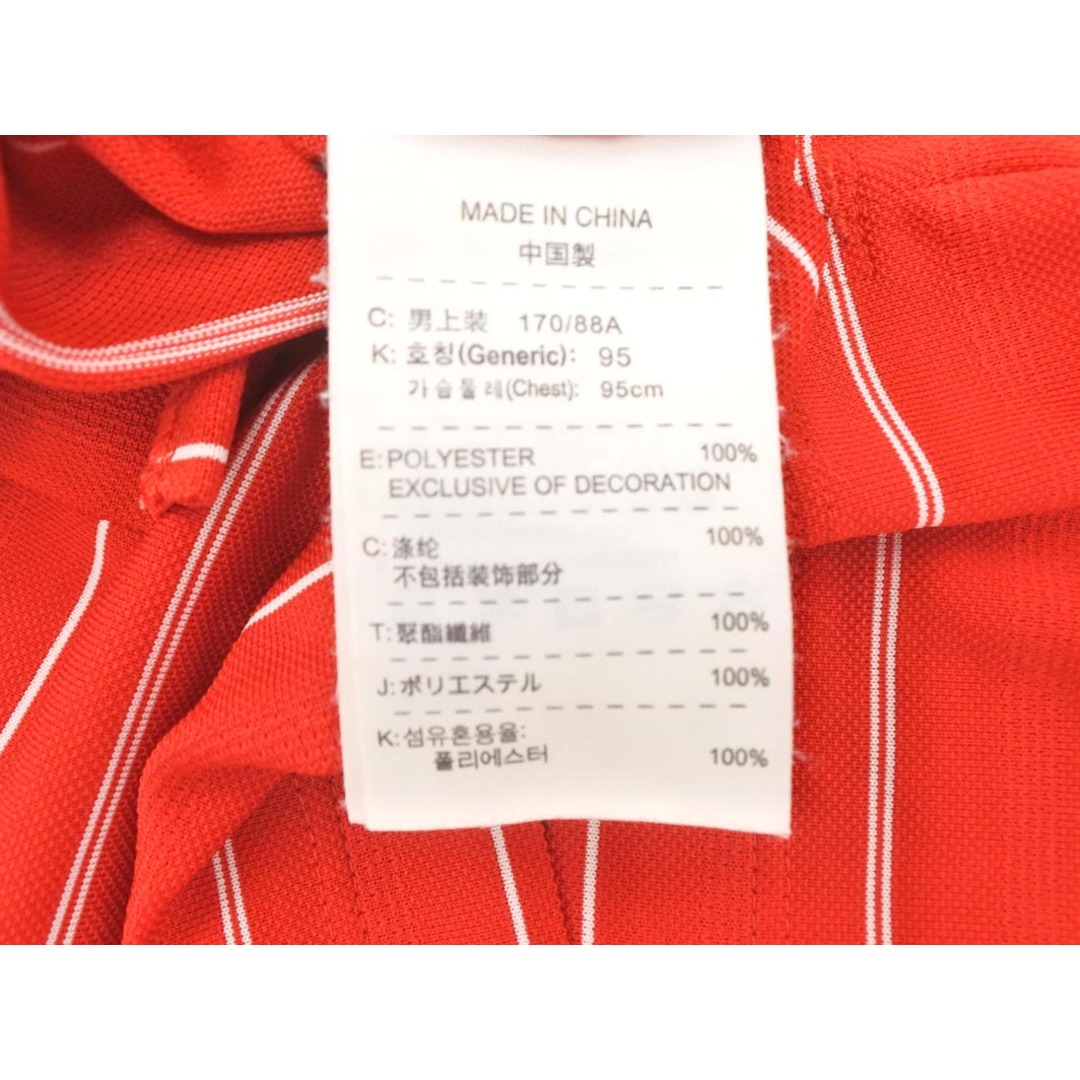 MADE IN CHINA
中国製
C: 男上装 170/88A
K: 호칭(Generic): 95
가슴둘레(Chest): 95cm
E: POLYESTER 100%
EXCLUSIVE OF DECORATION
C: 涤纶 100%
不包括装饰部分
T: 聚酯纖維 100%
J: ポリエステル 100%
K: 섬유혼용율:
폴리에스터 100%